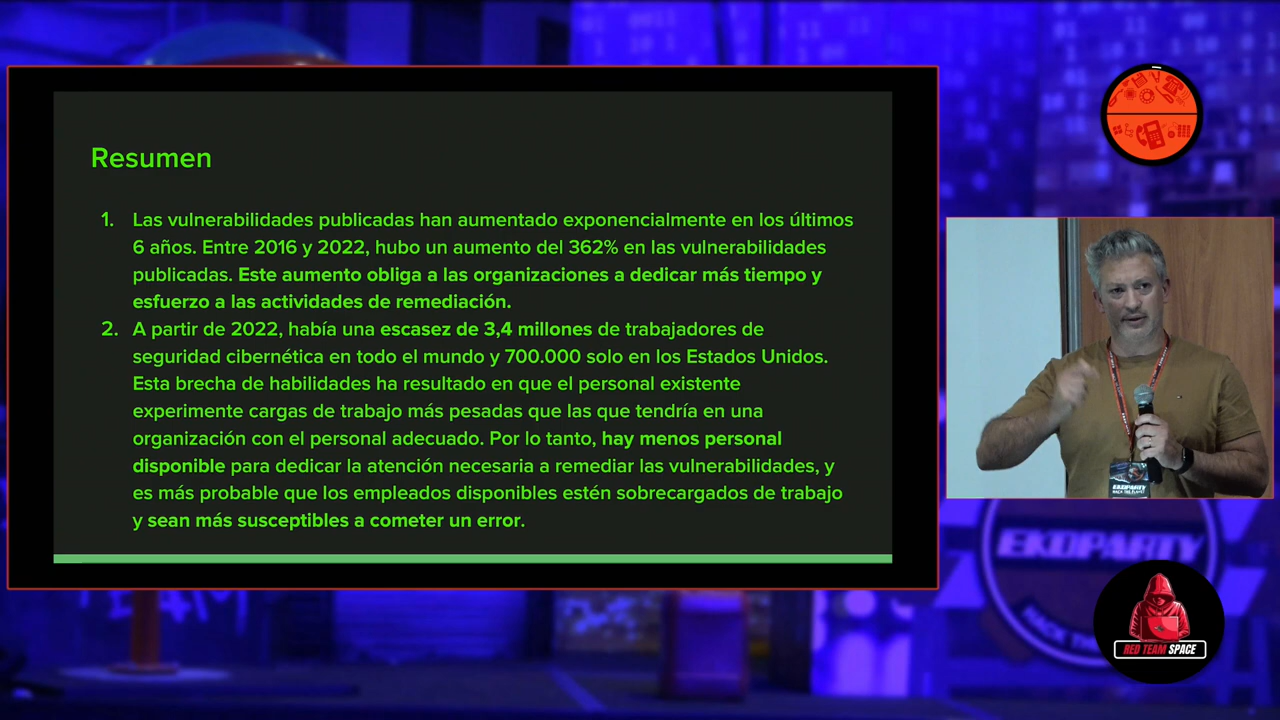 Resumen
1. Las vulnerabilidades publicadas han aumentado exponencialmente en los últimos
6 años. Entre 2016 y 2022, hubo un aumento del 362% en las vulnerabilidades
publicadas. Este aumento obliga a las organizaciones a dedicar más tiempo y
esfuerzo a las actividades de remediación.
2. A partir de 2022, había una escasez de 3,4 millones de trabajadores de
seguridad cibernética en todo el mundo y 700.000 solo en los Estados Unidos.
Esta brecha de habilidades ha resultado en que el personal existente
experimente cargas de trabajo más pesadas que las que tendría en una
organización con el personal adecuado. Por lo tanto, hay menos personal
disponible para dedicar la atención necesaria a remediar las vulnerabilidades, y
es más probable que los empleados disponibles estén sobrecargados de trabajo
y sean más susceptibles a cometer un error.
EKOPARTY
HACK THE PLANET
EKOPARTY
HACK TH
RED TEAM SPACE